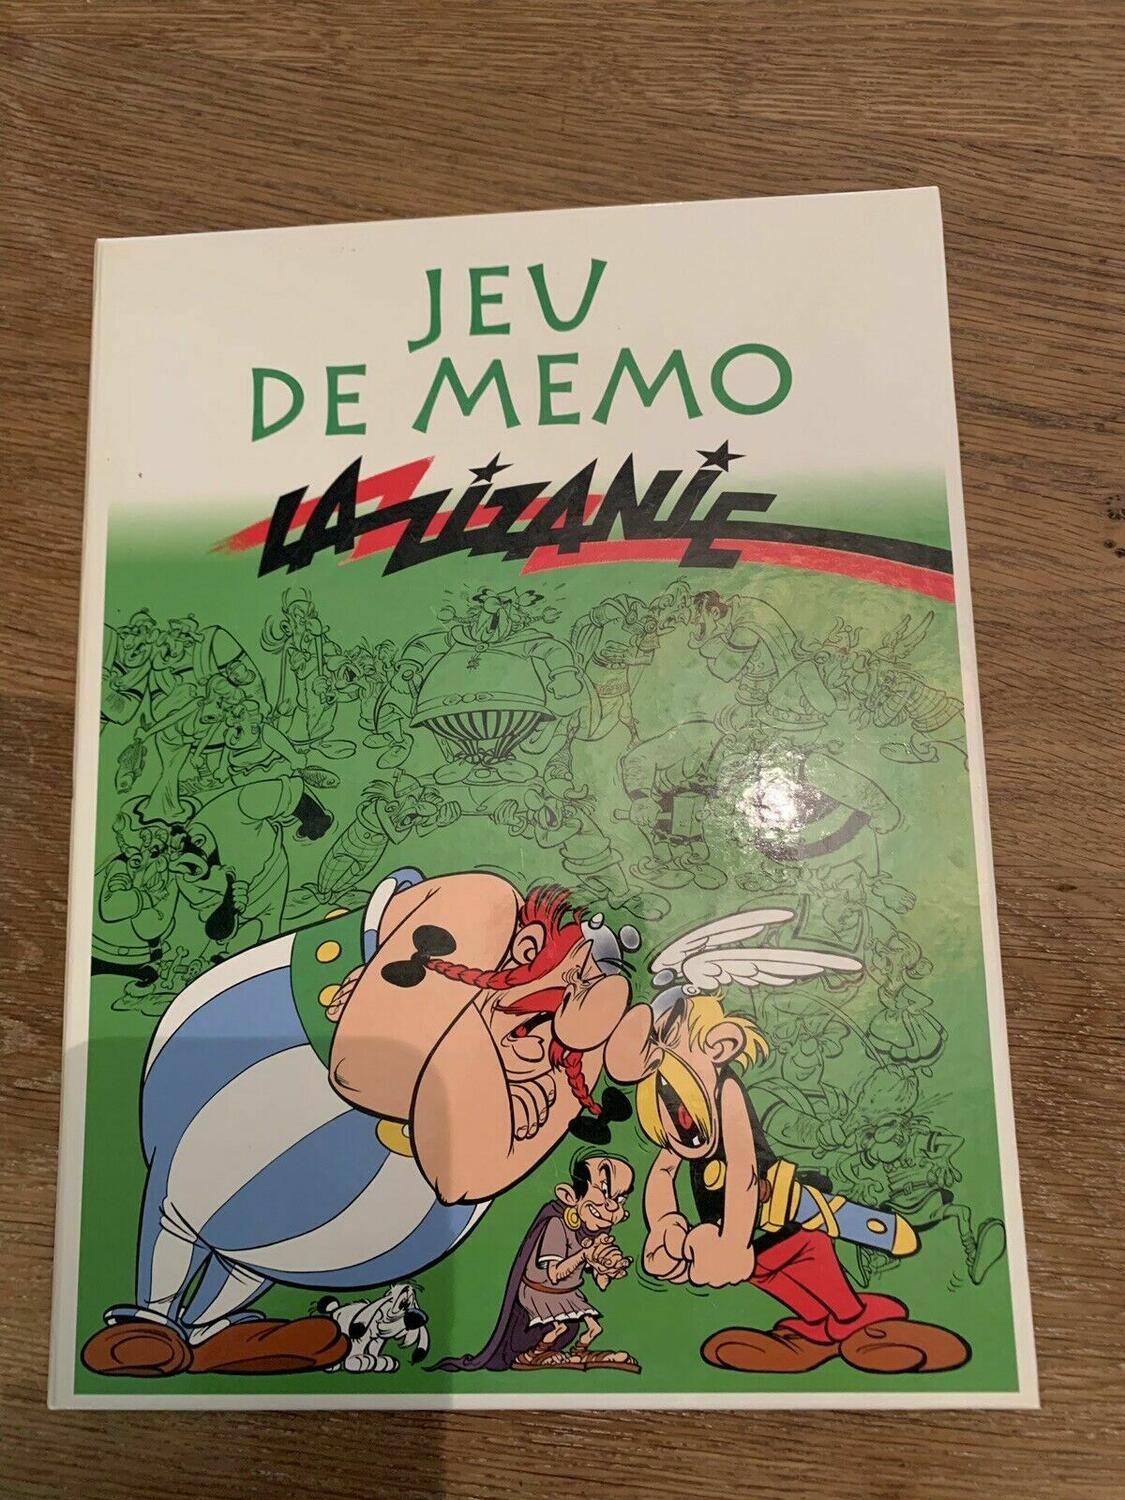 JEU
DE MEMO
LA ZIZANIE